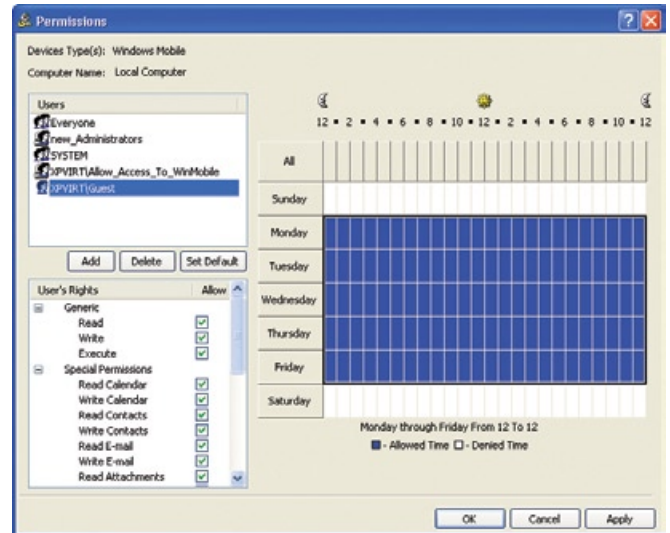 Permissions
Devices Type(s): Windows Mobile
Computer Name: Local Computer
Users
Everyone
new_Administrators
SYSTEM
XPVIRT\Allow_Access_To_WinMobile
XPVIRT\Guest
Add Delete Set Default
User's Rights Allow
Generic
Read
Write
Execute
Special Permissions
Read Calendar
Write Calendar
Read Contacts
Write Contacts
Read E-mail
Write E-mail
Read Attachments
12 • 2 • 4 • 6 • 8 • 10 • 12 • 2 • 4 • 6 • 8 • 10 • 12
All
Sunday
Monday
Tuesday
Wednesday
Thursday
Friday
Saturday
Monday through Friday From 12 To 12
- Allowed Time - Denied Time
OK Cancel Apply